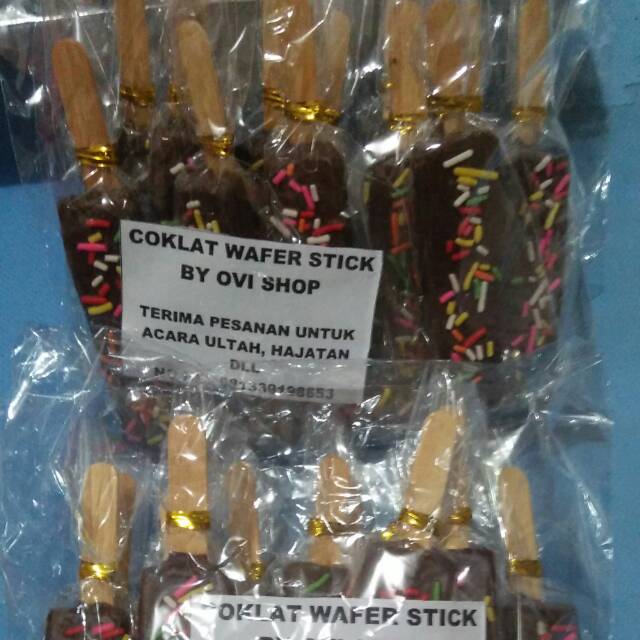 COKLAT WAFER STICK
BY OVI SHOP
TERIMA PESANAN UNTUK
ACARA ULTAH, HAJATAN
DLL
COKLAT WAFER STICK